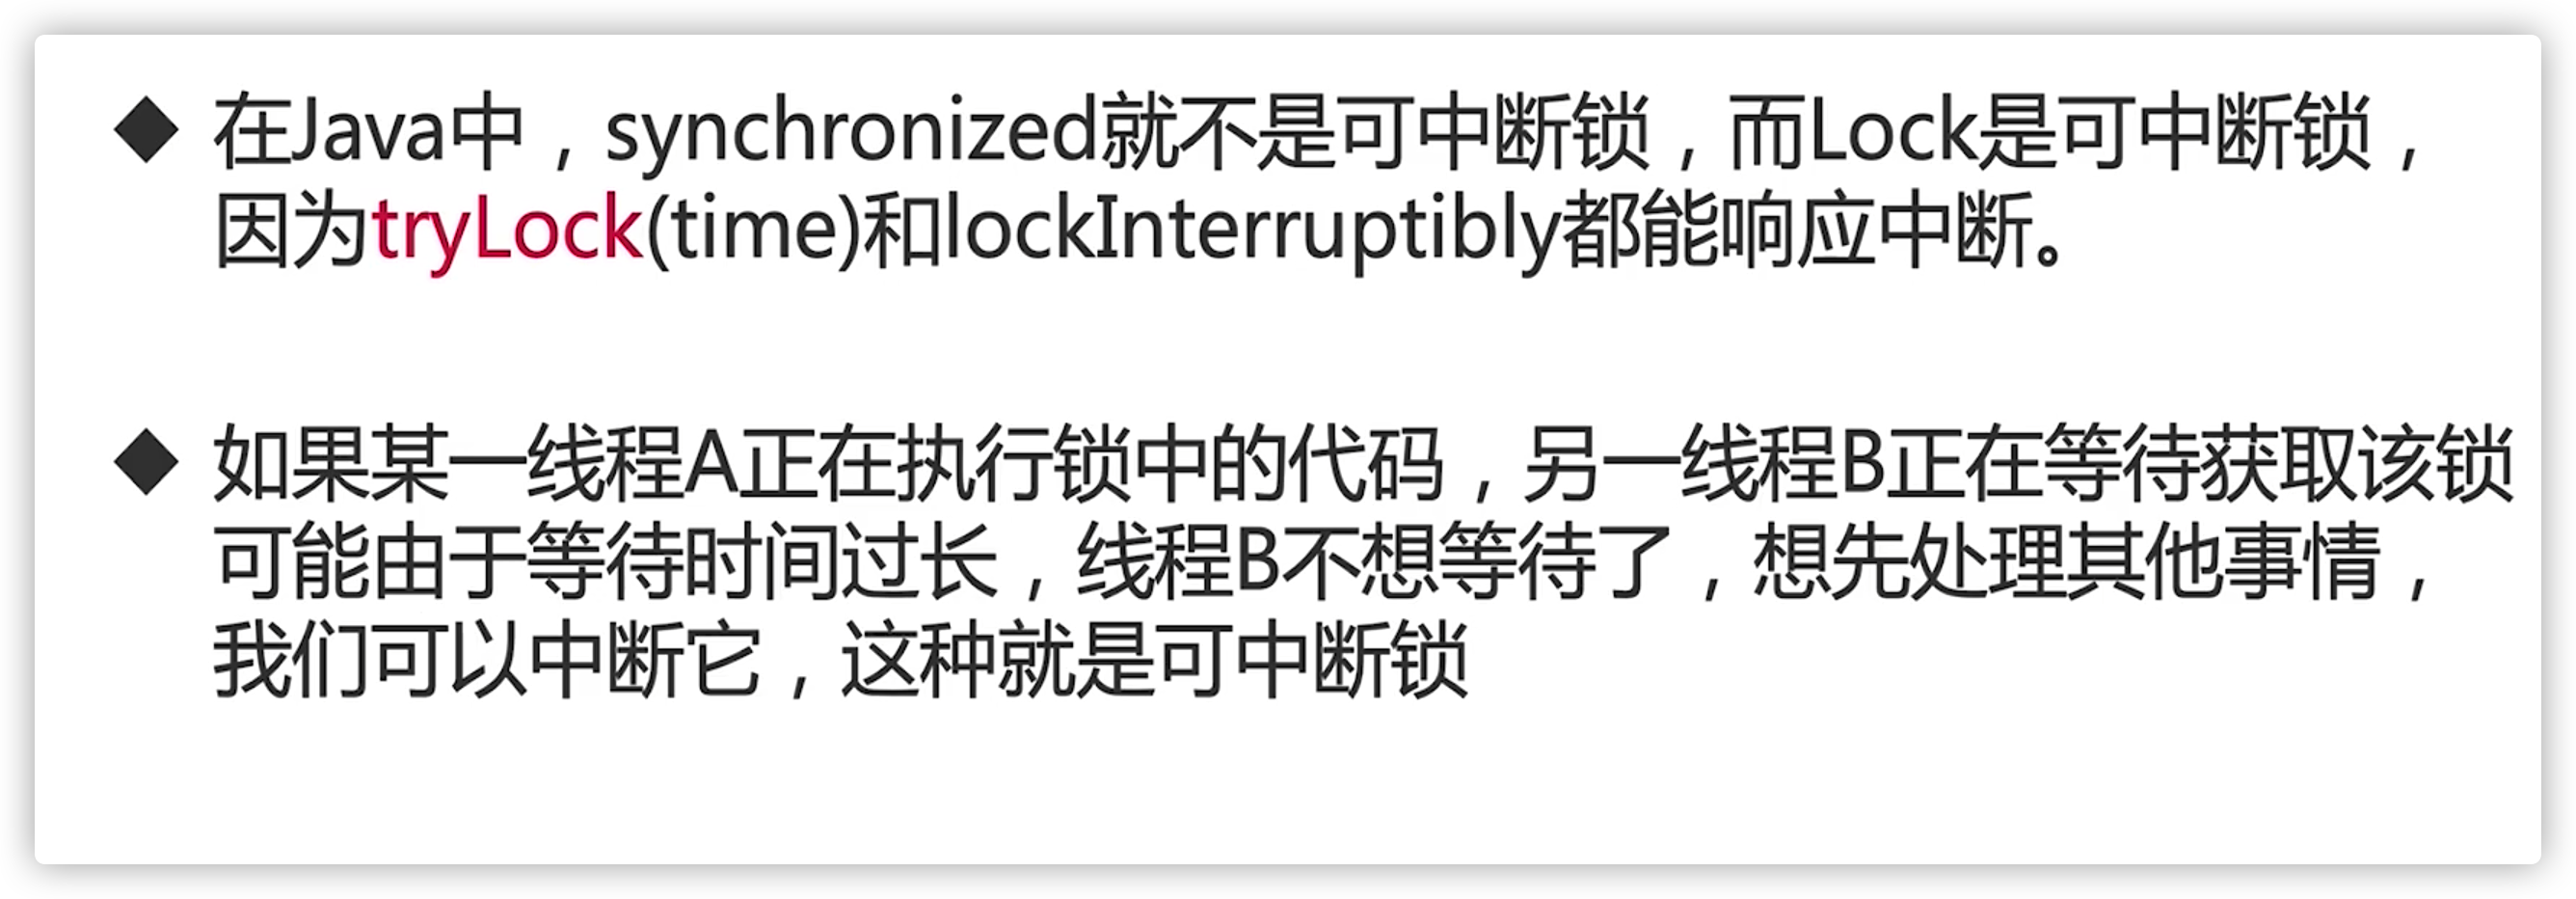 ◆ 在Java中，synchronized就不是可中断锁，而Lock是可中断锁，
因为tryLock(time)和lockInterruptibly都能响应中断。
◆ 如果某一线程A正在执行锁中的代码，另一线程B正在等待获取该锁
可能由于等待时间过长，线程B不想等待了，想先处理其他事情，
我们可以中断它，这种就是可中断锁